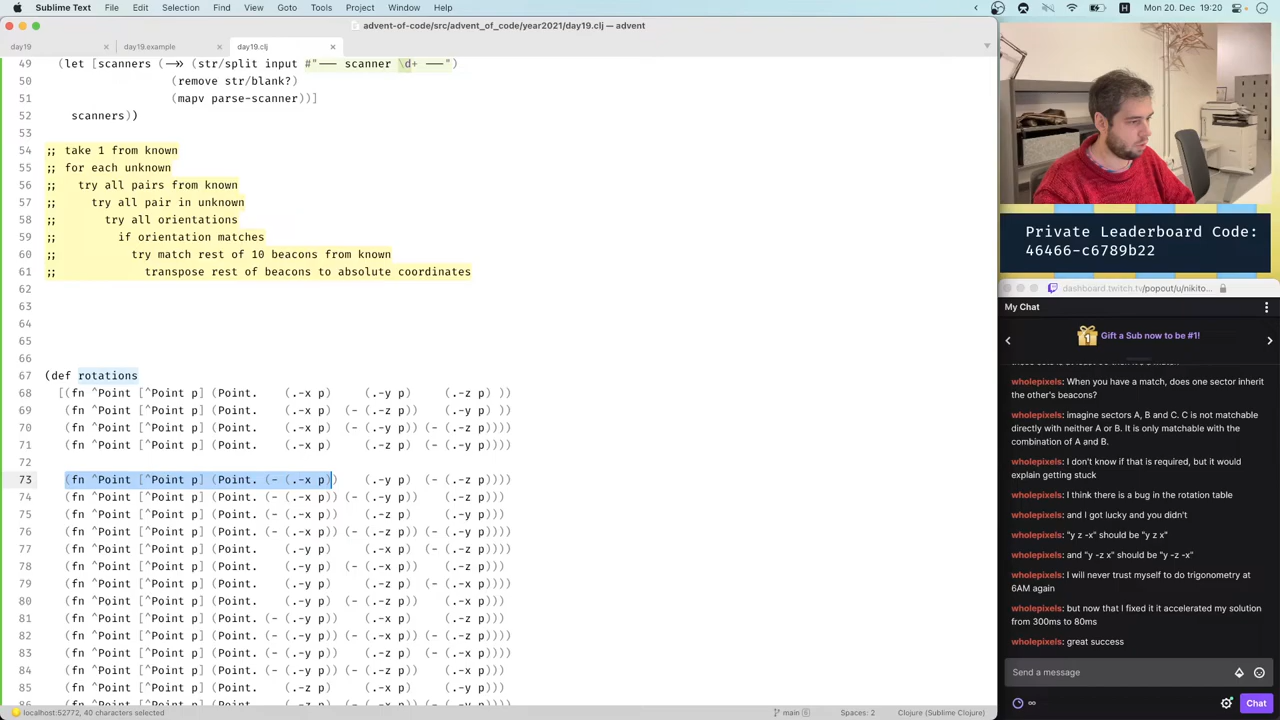 Sublime Text File Edit Selection Find View Goto Tools Project Window Help
Mon 20. Dec 19:20
advent-of-code/src/advent_of_code/year2021/day19.clj — advent
day19 × day19.example × day19.clj ×
49 (let [scanners (->> (str/split input #"--- scanner \d+ ---")
50 (remove str/blank?)
51 (mapv parse-scanner))]
52 scanners))
53
54 ;; take 1 from known
55 ;; for each unknown
56 ;; try all pairs from known
57 ;; try all pair in unknown
58 ;; try all orientations
59 ;; if orientation matches
60 ;; try match rest of 10 beacons from known
61 ;; transpose rest of beacons to absolute coordinates
62
63
64
65
66
67 (def rotations
68 [(fn ^Point [^Point p] (Point. (.-x p) (.-y p) (.-z p) ))
69 (fn ^Point [^Point p] (Point. (.-x p) (- (.-z p)) (.-y p) ))
70 (fn ^Point [^Point p] (Point. (.-x p) (- (.-y p)) (- (.-z p))))
71 (fn ^Point [^Point p] (Point. (.-x p) (.-z p) (- (.-y p))))
72
73 (fn ^Point [^Point p] (Point. (- (.-x p)) (.-y p) (- (.-z p))))
74 (fn ^Point [^Point p] (Point. (- (.-x p)) (- (.-y p)) (.-z p)))
75 (fn ^Point [^Point p] (Point. (- (.-x p)) (.-z p) (.-y p)))
76 (fn ^Point [^Point p] (Point. (- (.-x p)) (- (.-z p)) (- (.-y p))))
77 (fn ^Point [^Point p] (Point. (.-y p) (.-x p) (- (.-z p))))
78 (fn ^Point [^Point p] (Point. (.-y p) (- (.-x p)) (.-z p)))
79 (fn ^Point [^Point p] (Point. (.-y p) (.-z p) (- (.-x p))))
80 (fn ^Point [^Point p] (Point. (.-y p) (- (.-z p)) (.-x p)))
81 (fn ^Point [^Point p] (Point. (- (.-y p)) (.-x p) (.-z p)))
82 (fn ^Point [^Point p] (Point. (- (.-y p)) (- (.-x p)) (- (.-z p))))
83 (fn ^Point [^Point p] (Point. (- (.-y p)) (.-z p) (- (.-x p))))
84 (fn ^Point [^Point p] (Point. (- (.-y p)) (- (.-z p)) (.-x p)))
85 (fn ^Point [^Point p] (Point. (.-z p) (.-x p) (.-y p)))
localhost:52772, 40 characters selected
main 6 Spaces: 2 Clojure (Sublime Clojure)
Private Leaderboard Code:
46466-c6789b22
dashboard.twitch.tv/popout/u/nikito...
My Chat
Gift a Sub now to be #1!
wholepixels: When you have a match, does one sector inherit
the other's beacons?
wholepixels: imagine sectors A, B and C. C is not matchable
directly with neither A or B. It is only matchable with the
combination of A and B.
wholepixels: I don't know if that is required, but it would
explain getting stuck
wholepixels: I think there is a bug in the rotation table
wholepixels: and I got lucky and you didn't
wholepixels: "y z -x" should be "y z x"
wholepixels: and "y -z x" should be "y -z -x"
wholepixels: I will never trust myself to do trigonometry at
6AM again
wholepixels: but now that I fixed it it accelerated my solution
from 300ms to 80ms
wholepixels: great success
Send a message
Chat